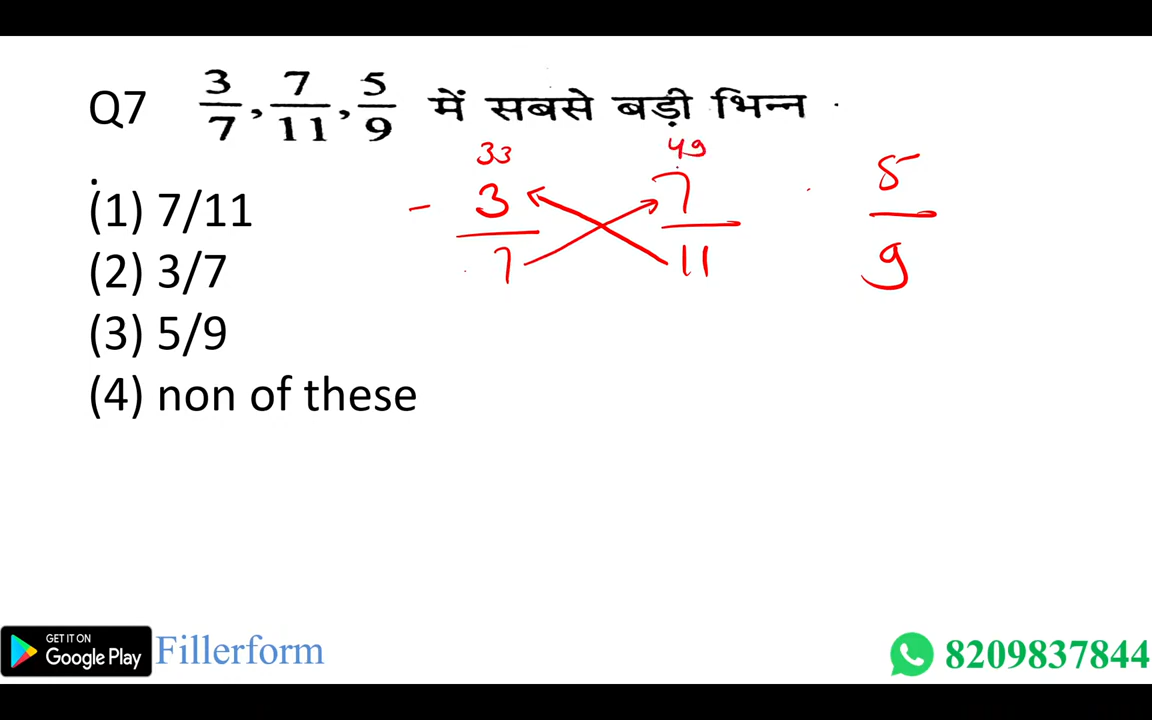 Q7 3/7, 7/11, 5/9 में सबसे बड़ी भिन्न .
33 49
3/7 7/11 5/9
(1) 7/11
(2) 3/7
(3) 5/9
(4) non of these
GET IT ON
Google Play
Fillerform
8209837844